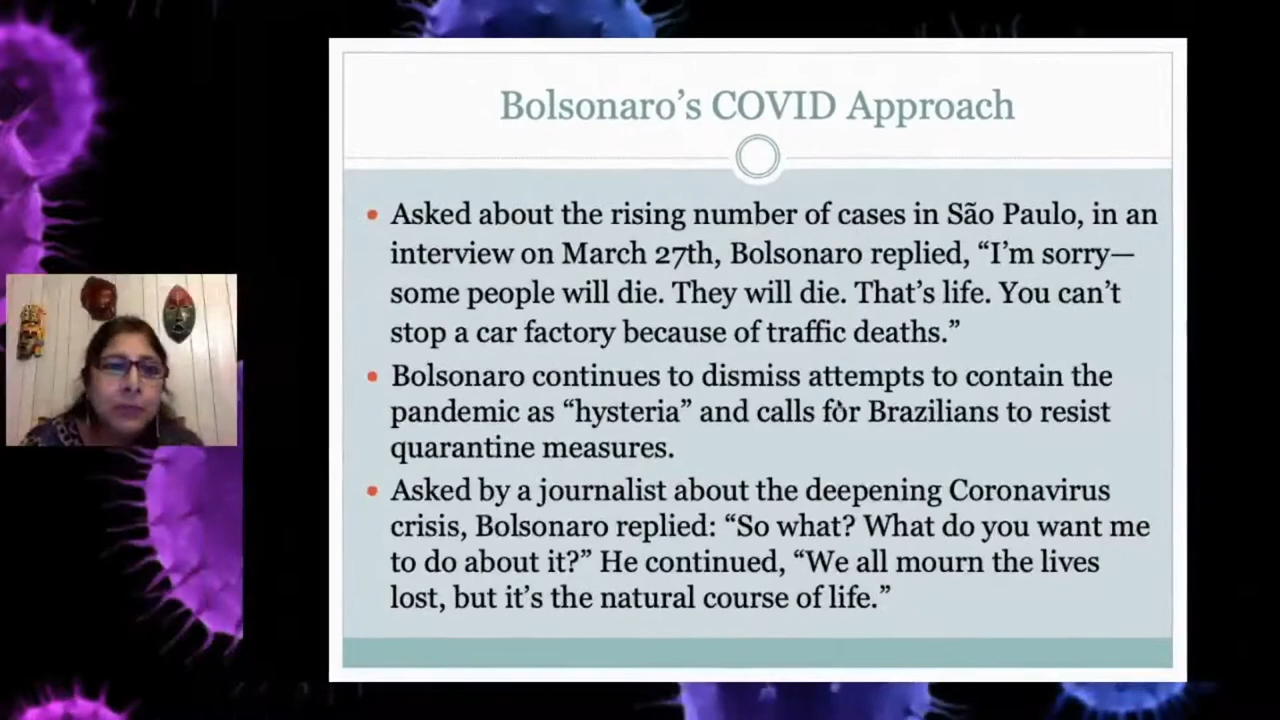 Bolsonaro's COVID Approach
• Asked about the rising number of cases in São Paulo, in an
interview on March 27th, Bolsonaro replied, “I'm sorry—
some people will die. They will die. That's life. You can't
stop a car factory because of traffic deaths.”
• Bolsonaro continues to dismiss attempts to contain the
pandemic as “hysteria” and calls for Brazilians to resist
quarantine measures.
• Asked by a journalist about the deepening Coronavirus
crisis, Bolsonaro replied: “So what? What do you want me
to do about it?” He continued, “We all mourn the lives
lost, but it's the natural course of life.”